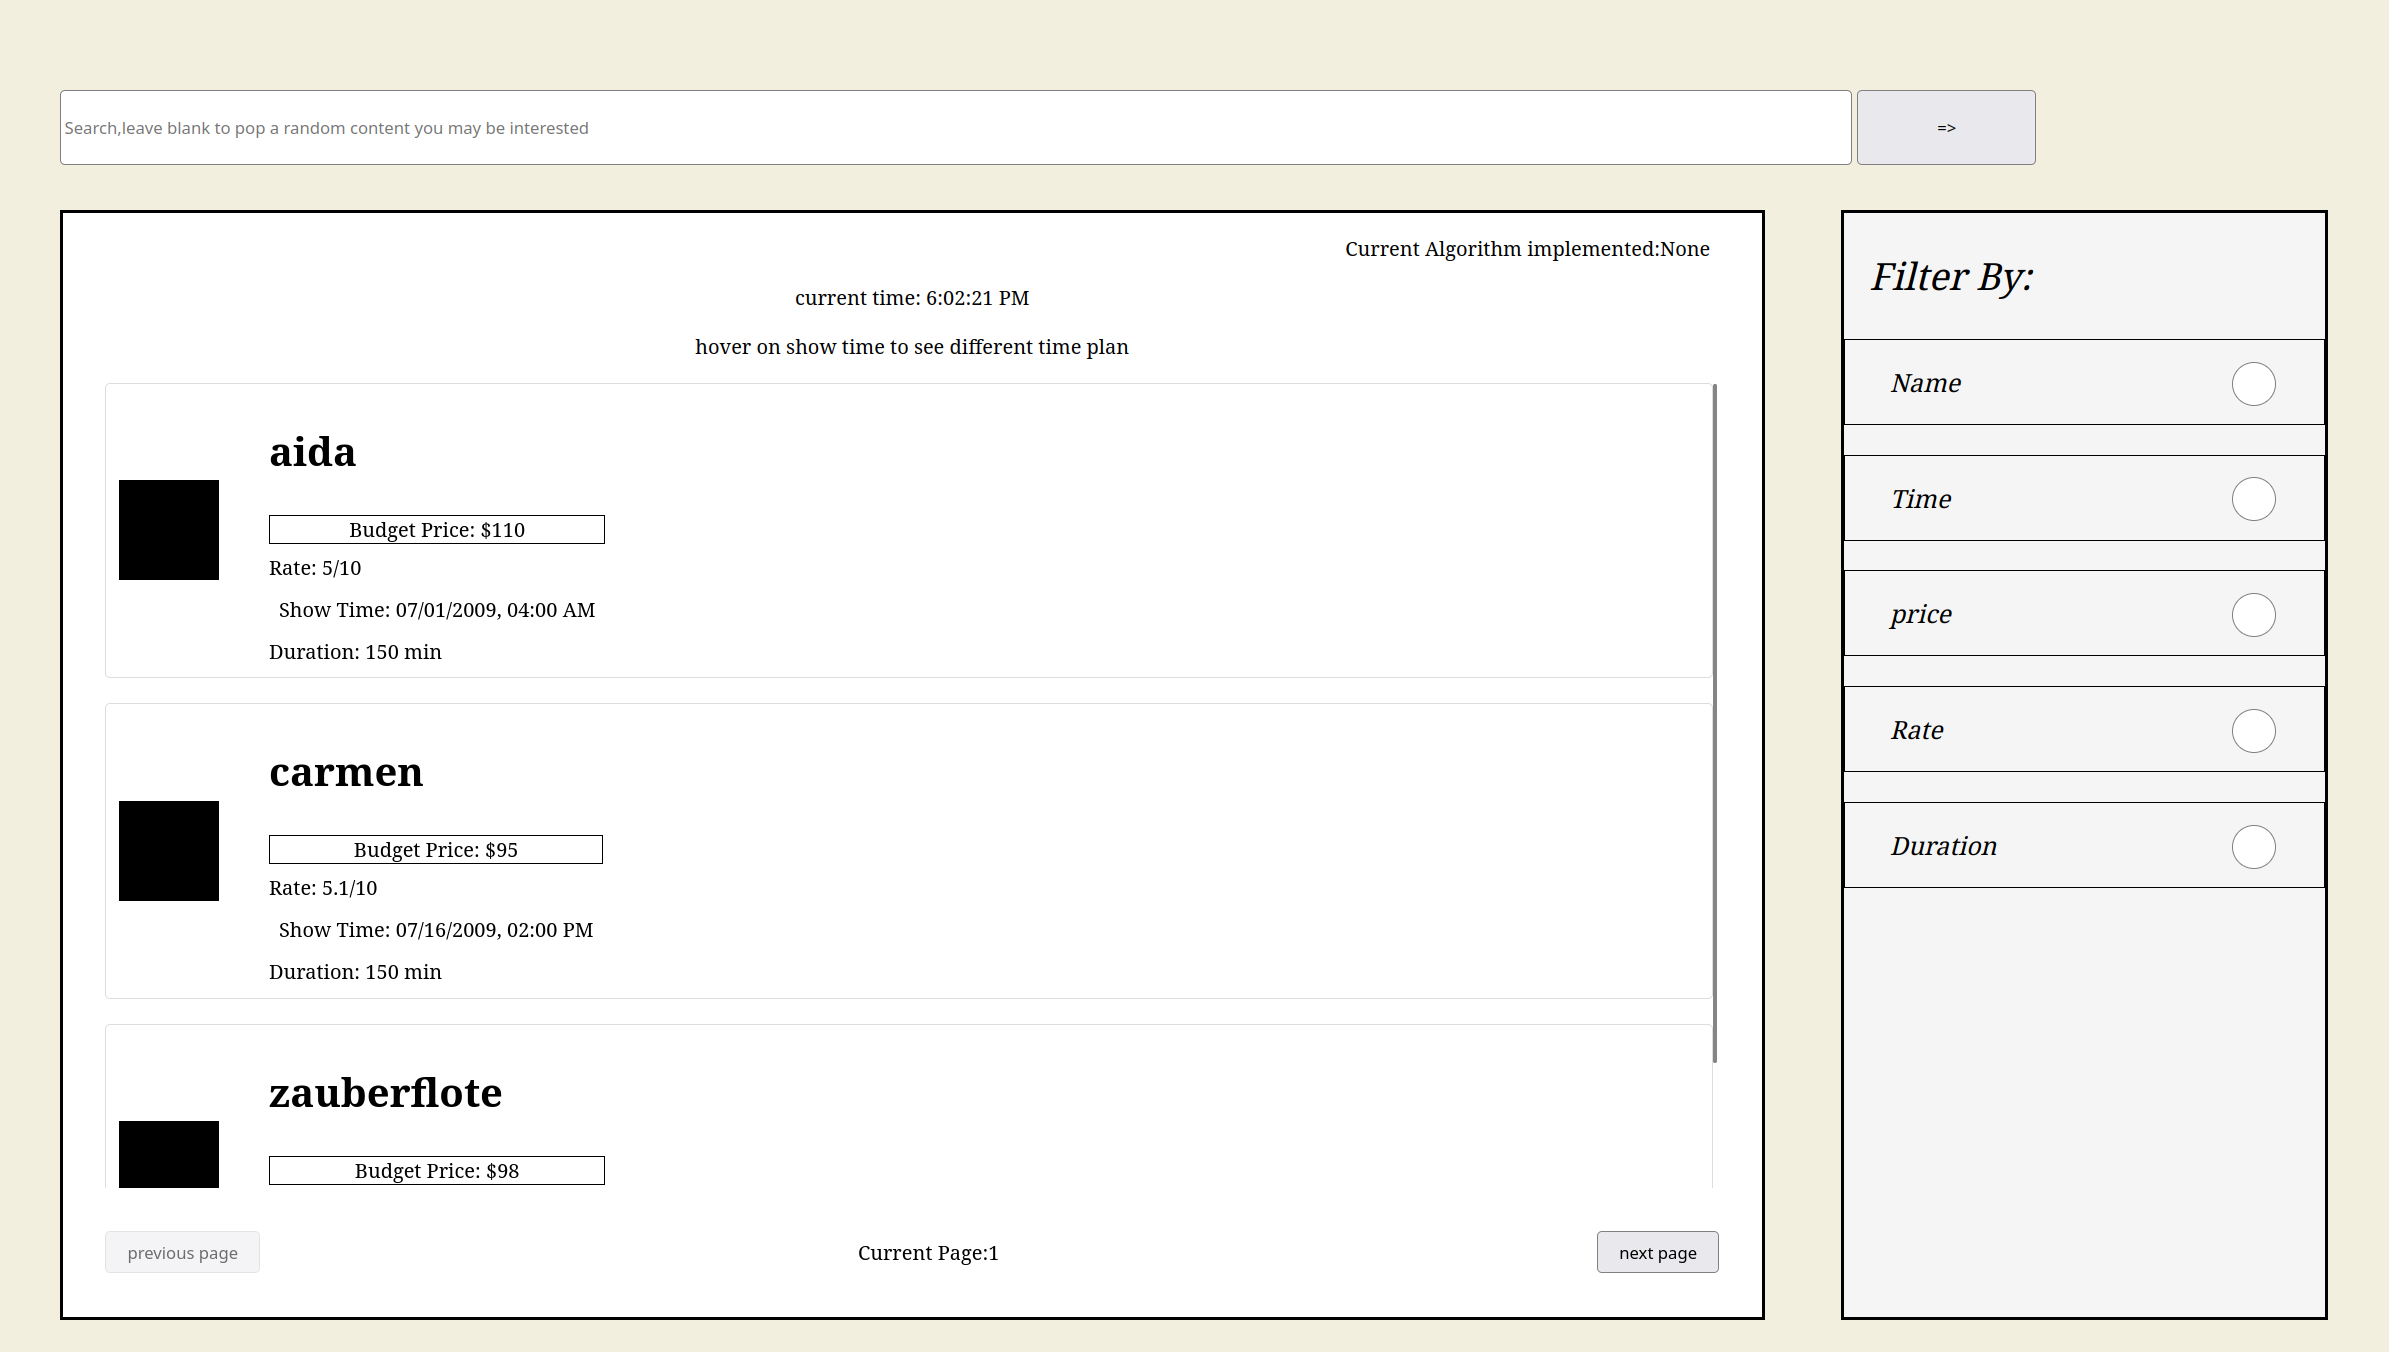 Search,leave blank to pop a random content you may be interested
=>
Current Algorithm implemented:None
current time: 6:02:21 PM
hover on show time to see different time plan
aida
Budget Price: $110
Rate: 5/10
Show Time: 07/01/2009, 04:00 AM
Duration: 150 min
carmen
Budget Price: $95
Rate: 5.1/10
Show Time: 07/16/2009, 02:00 PM
Duration: 150 min
zauberflote
Budget Price: $98
previous page
Current Page:1
next page
Filter By:
Name
Time
price
Rate
Duration